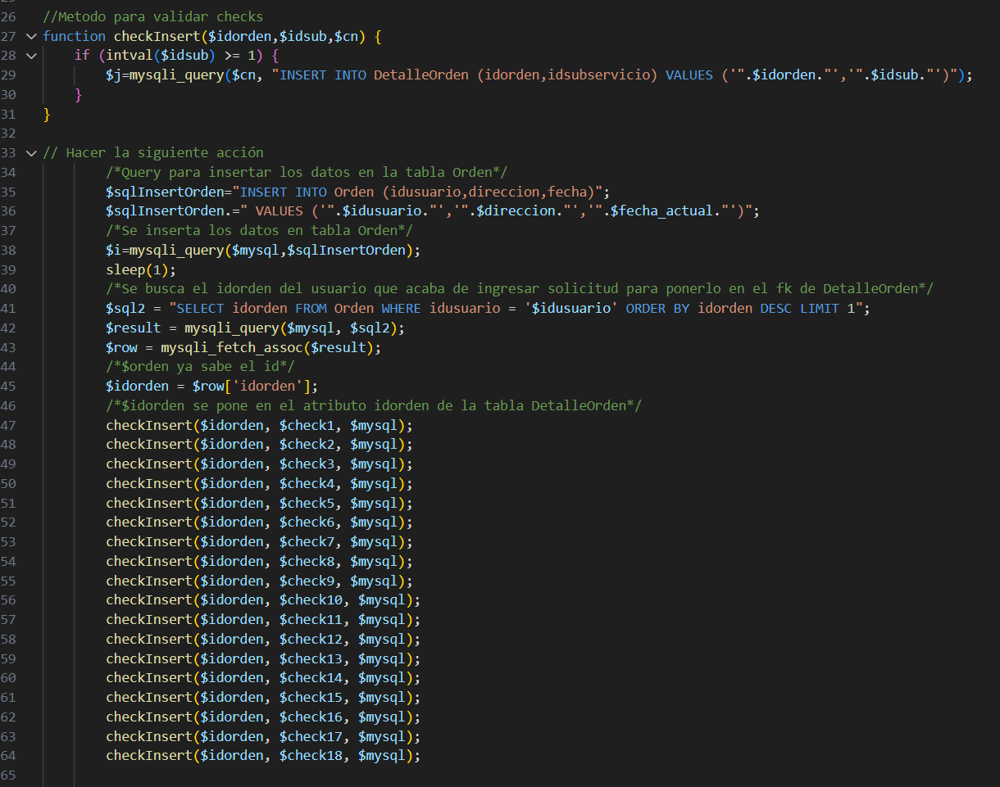 26 //Metodo para validar checks
27 function checkInsert($idorden,$idsub,$cn) {
28 if (intval($idsub) >= 1) {
29 $j=mysqli_query($cn, "INSERT INTO DetalleOrden (idorden,idsubservicio) VALUES ('".$idorden."','".$idsub."')");
30 }
31 }
32
33 // Hacer la siguiente acción
34 /*Query para insertar los datos en la tabla Orden*/
35 $sqlInsertOrden="INSERT INTO Orden (idusuario,direccion,fecha)";
36 $sqlInsertOrden.=" VALUES ('".$idusuario."','".$direccion."','".$fecha_actual."')";
37 /*Se inserta los datos en tabla Orden*/
38 $i=mysqli_query($mysql,$sqlInsertOrden);
39 sleep(1);
40 /*Se busca el idorden del usuario que acaba de ingresar solicitud para ponerlo en el fk de DetalleOrden*/
41 $sql2 = "SELECT idorden FROM Orden WHERE idusuario = '$idusuario' ORDER BY idorden DESC LIMIT 1";
42 $result = mysqli_query($mysql, $sql2);
43 $row = mysqli_fetch_assoc($result);
44 /*$orden ya sabe el id*/
45 $idorden = $row['idorden'];
46 /*$idorden se pone en el atributo idorden de la tabla DetalleOrden*/
47 checkInsert($idorden, $check1, $mysql);
48 checkInsert($idorden, $check2, $mysql);
49 checkInsert($idorden, $check3, $mysql);
50 checkInsert($idorden, $check4, $mysql);
51 checkInsert($idorden, $check5, $mysql);
52 checkInsert($idorden, $check6, $mysql);
53 checkInsert($idorden, $check7, $mysql);
54 checkInsert($idorden, $check8, $mysql);
55 checkInsert($idorden, $check9, $mysql);
56 checkInsert($idorden, $check10, $mysql);
57 checkInsert($idorden, $check11, $mysql);
58 checkInsert($idorden, $check12, $mysql);
59 checkInsert($idorden, $check13, $mysql);
60 checkInsert($idorden, $check14, $mysql);
61 checkInsert($idorden, $check15, $mysql);
62 checkInsert($idorden, $check16, $mysql);
63 checkInsert($idorden, $check17, $mysql);
64 checkInsert($idorden, $check18, $mysql);
65